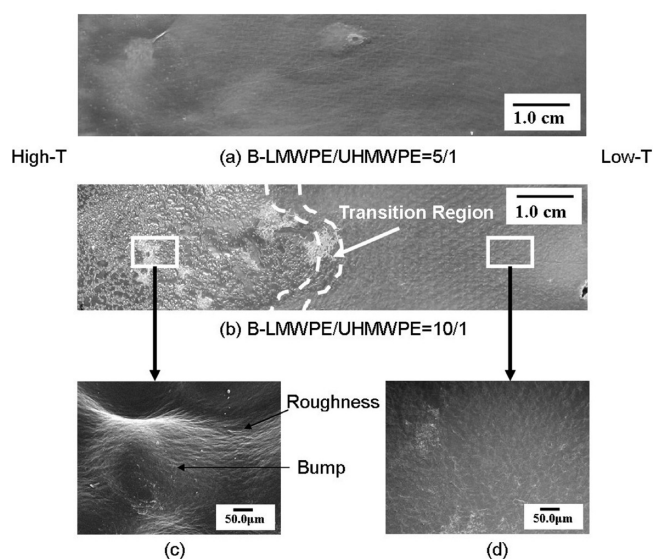 1.0 cm
High-T
(a) B-LMWPE/UHMWPE=5/1
Low-T
1.0 cm
Transition Region
(b) B-LMWPE/UHMWPE=10/1
Roughness
Bump
50.0µm
50.0µm
(c)
(d)